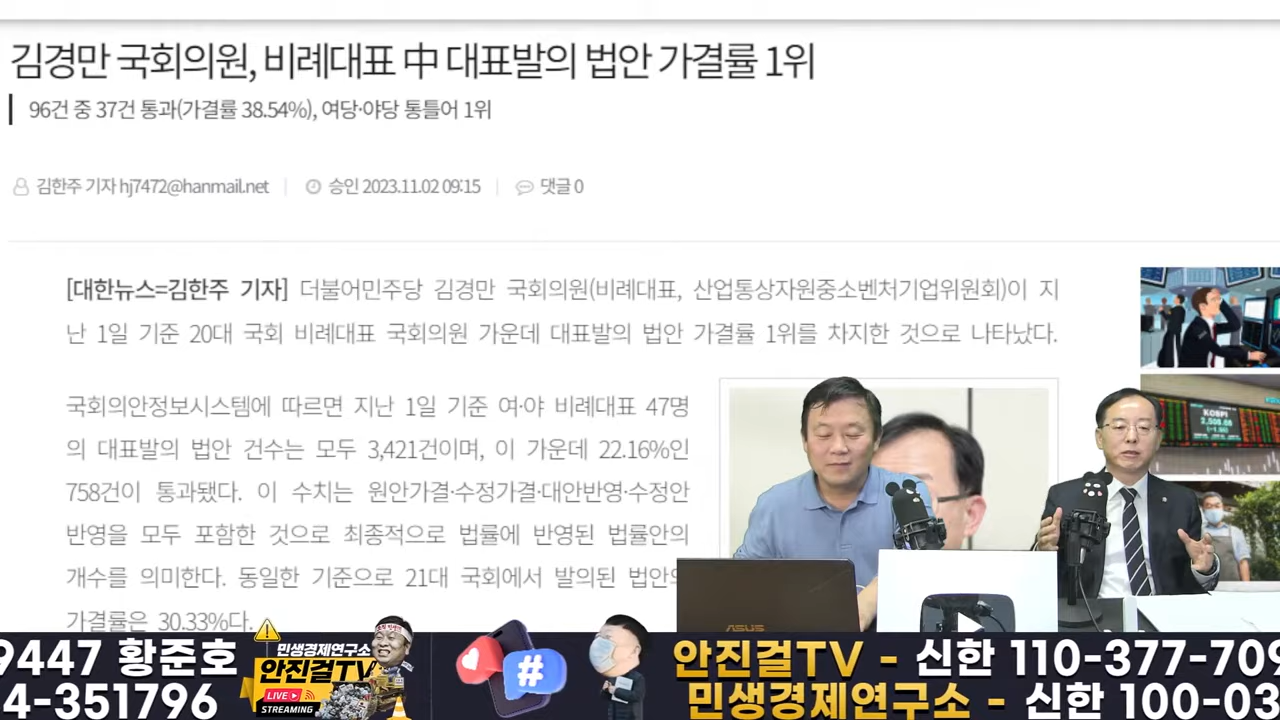 김경만 국회의원, 비례대표 中 대표발의 법안 가결률 1위
96건 중 37건 통과(가결률 38.54%), 여당·야당 통틀어 1위
김한주 기자 hj7472@hanmail.net
승인 2023.11.02 09:15
댓글 0
[대한뉴스=김한주 기자] 더불어민주당 김경만 국회의원(비례대표, 산업통상자원중소벤처기업위원회)이 지
난 1일 기준 20대 국회 비례대표 국회의원 가운데 대표발의 법안 가결률 1위를 차지한 것으로 나타났다.
국회의안정보시스템에 따르면 지난 1일 기준 여·야 비례대표 47명
의 대표발의 법안 건수는 모두 3,421건이며, 이 가운데 22.16%인
758건이 통과됐다. 이 수치는 원안가결·수정가결·대안반영·수정안
반영을 모두 포함한 것으로 최종적으로 법률에 반영된 법률안의
개수를 의미한다. 동일한 기준으로 21대 국회에서 발의된 법안의
가결률은 30.33%다.
KOSPI
ASUS
9447 황준호
4-351796
민생경제연구소
안진걸TV
LIVE
STREAMING
#
안진걸TV - 신한 110-377-709
민생경제연구소 - 신한 100-03